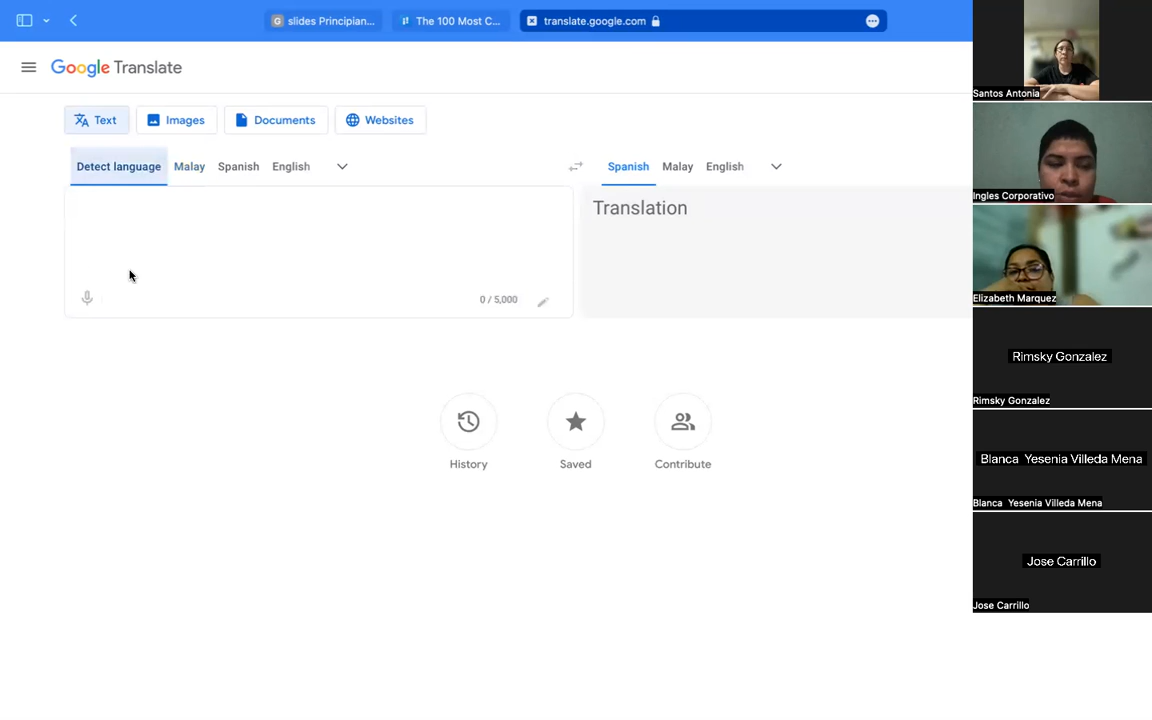 slides Principian...
The 100 Most C...
translate.google.com
Google Translate
Text
Images
Documents
Websites
Detect language
Malay
Spanish
English
Spanish
Malay
English
Translation
0 / 5,000
History
Saved
Contribute
Santos Antonia
Ingles Corporativo
Elizabeth Marquez
Rimsky Gonzalez
Rimsky Gonzalez
Blanca Yesenia Villeda Mena
Blanca Yesenia Villeda Mena
Jose Carrillo
Jose Carrillo